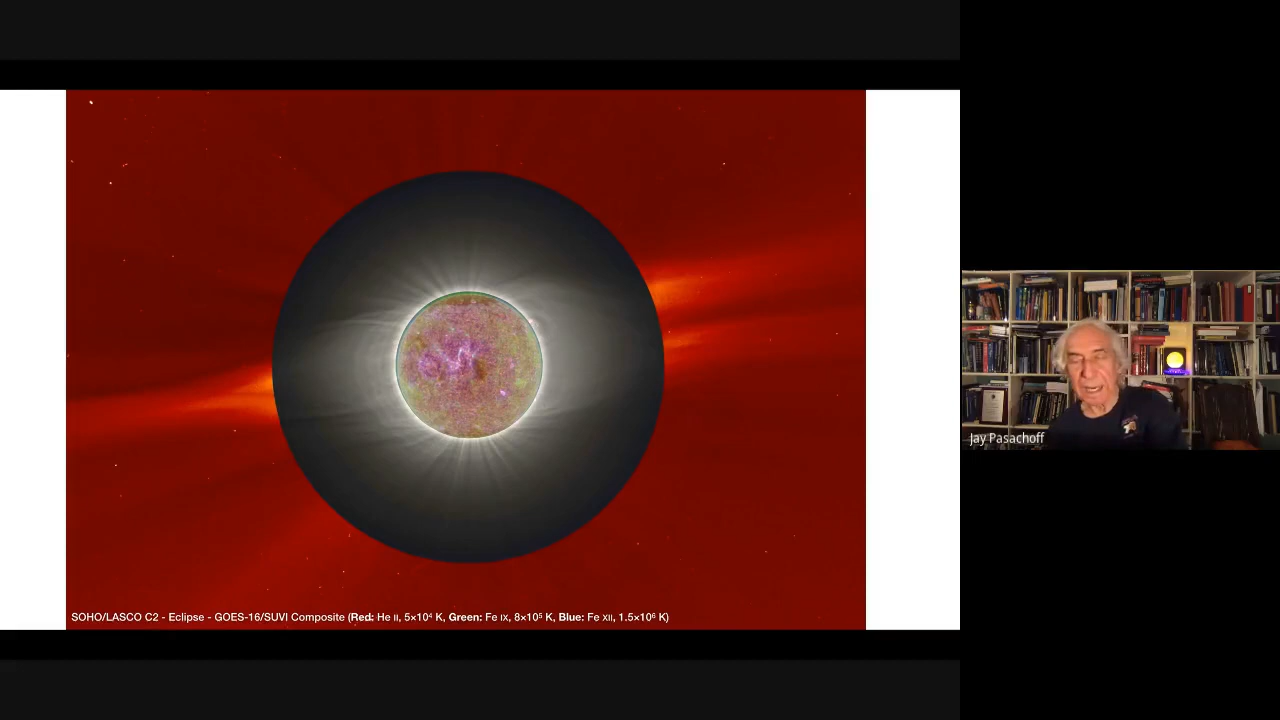 SOHO/LASCO C2 - Eclipse - GOES-16/SUVI Composite (Red: He II, 5×10⁴ K, Green: Fe IX, 8×10⁵ K, Blue: Fe XII, 1.5×10⁶ K)
Jay Pasachoff